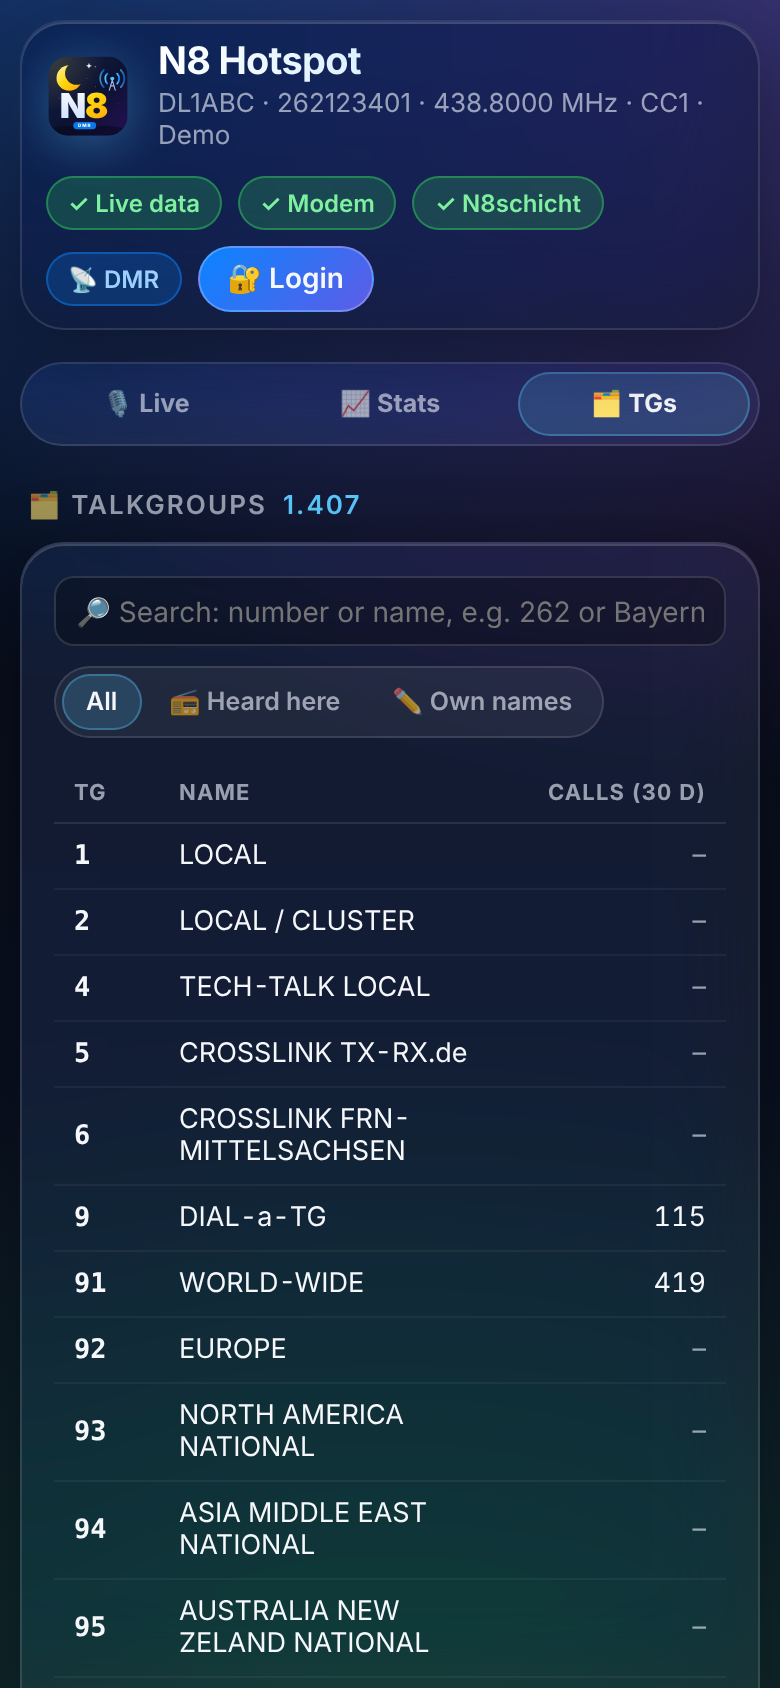 N8 Hotspot
DL1ABC · 262123401 · 438.8000 MHz · CC1 ·
Demo
N8
DMR
✓ Live data
✓ Modem
✓ N8schicht
📡 DMR
🔐 Login
🎙️ Live
📈 Stats
🗂️ TGs
🗂️ TALKGROUPS 1.407
🔎 Search: number or name, e.g. 262 or Bayern
All
📻 Heard here
✏️ Own names
TG NAME CALLS (30 D)
1 LOCAL –
2 LOCAL / CLUSTER –
4 TECH-TALK LOCAL –
5 CROSSLINK TX-RX.de –
6 CROSSLINK FRN-
MITTELSACHSEN –
9 DIAL-a-TG 115
91 WORLD-WIDE 419
92 EUROPE –
93 NORTH AMERICA
NATIONAL –
94 ASIA MIDDLE EAST
NATIONAL –
95 AUSTRALIA NEW
ZELAND NATIONAL –